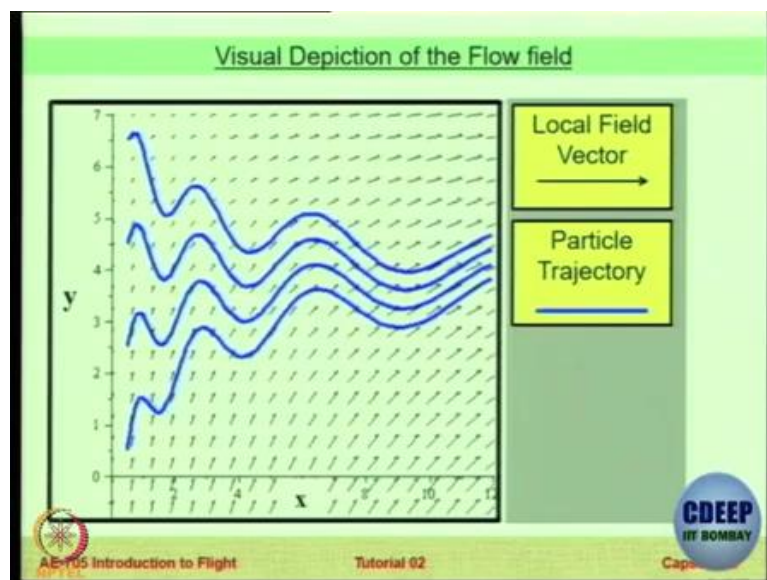 Visual Depiction of the Flow field
7
6
5
4
3
2
1
0
y
2
4
x
8
10
12
Local Field
Vector
Particle
Trajectory
CDEEP
IIT BOMBAY
NPTEL
Introduction to Flight
Tutorial 02